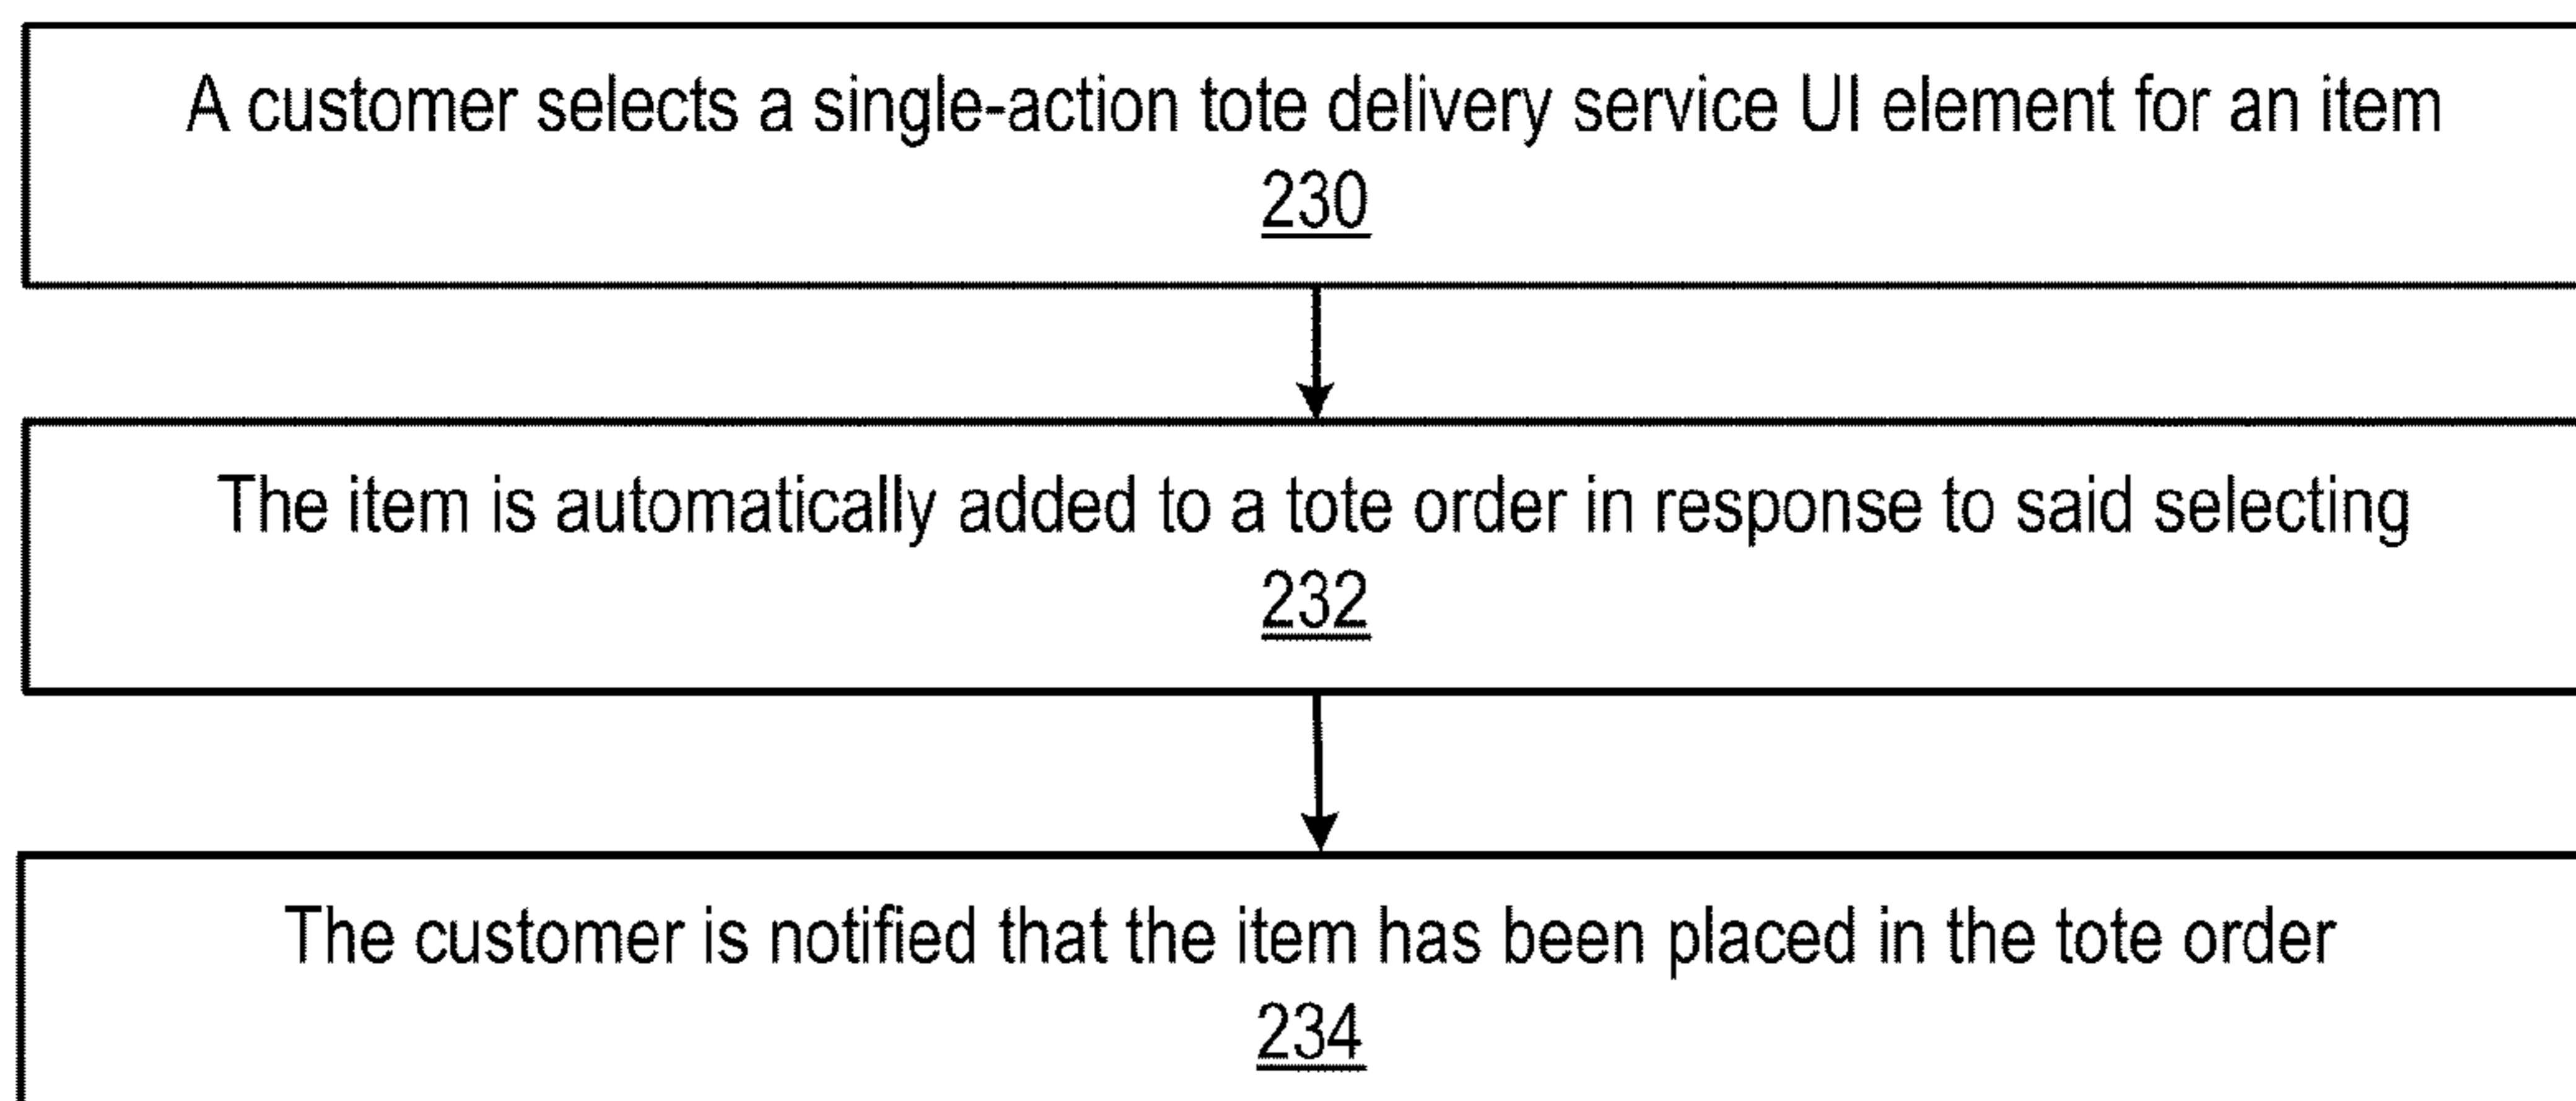 A customer selects a single-action tote delivery service UI element for an item
230
The item is automatically added to a tote order in response to said selecting
232
The customer is notified that the item has been placed in the tote order
234